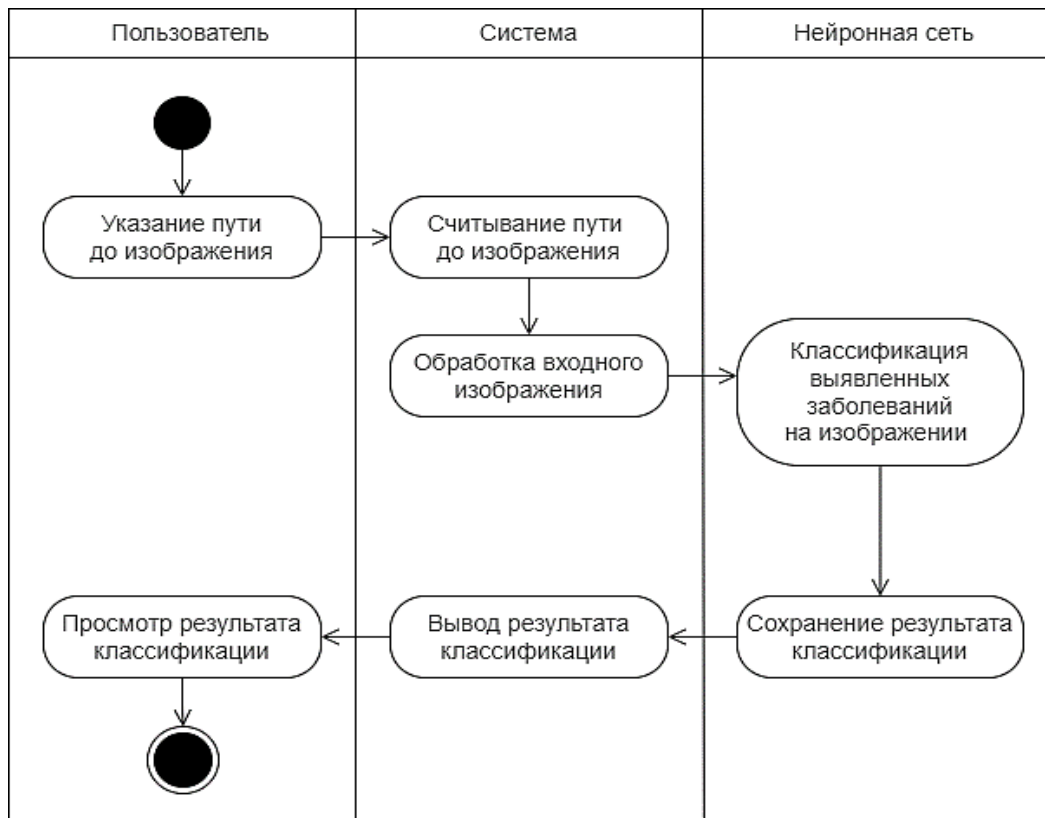 Пользователь
Система
Нейронная сеть
Указание пути
до изображения
Считывание пути
до изображения
Обработка входного
изображения
Классификация
выявленных
заболеваний
на изображении
Сохранение результата
классификации
Вывод результата
классификации
Просмотр результата
классификации